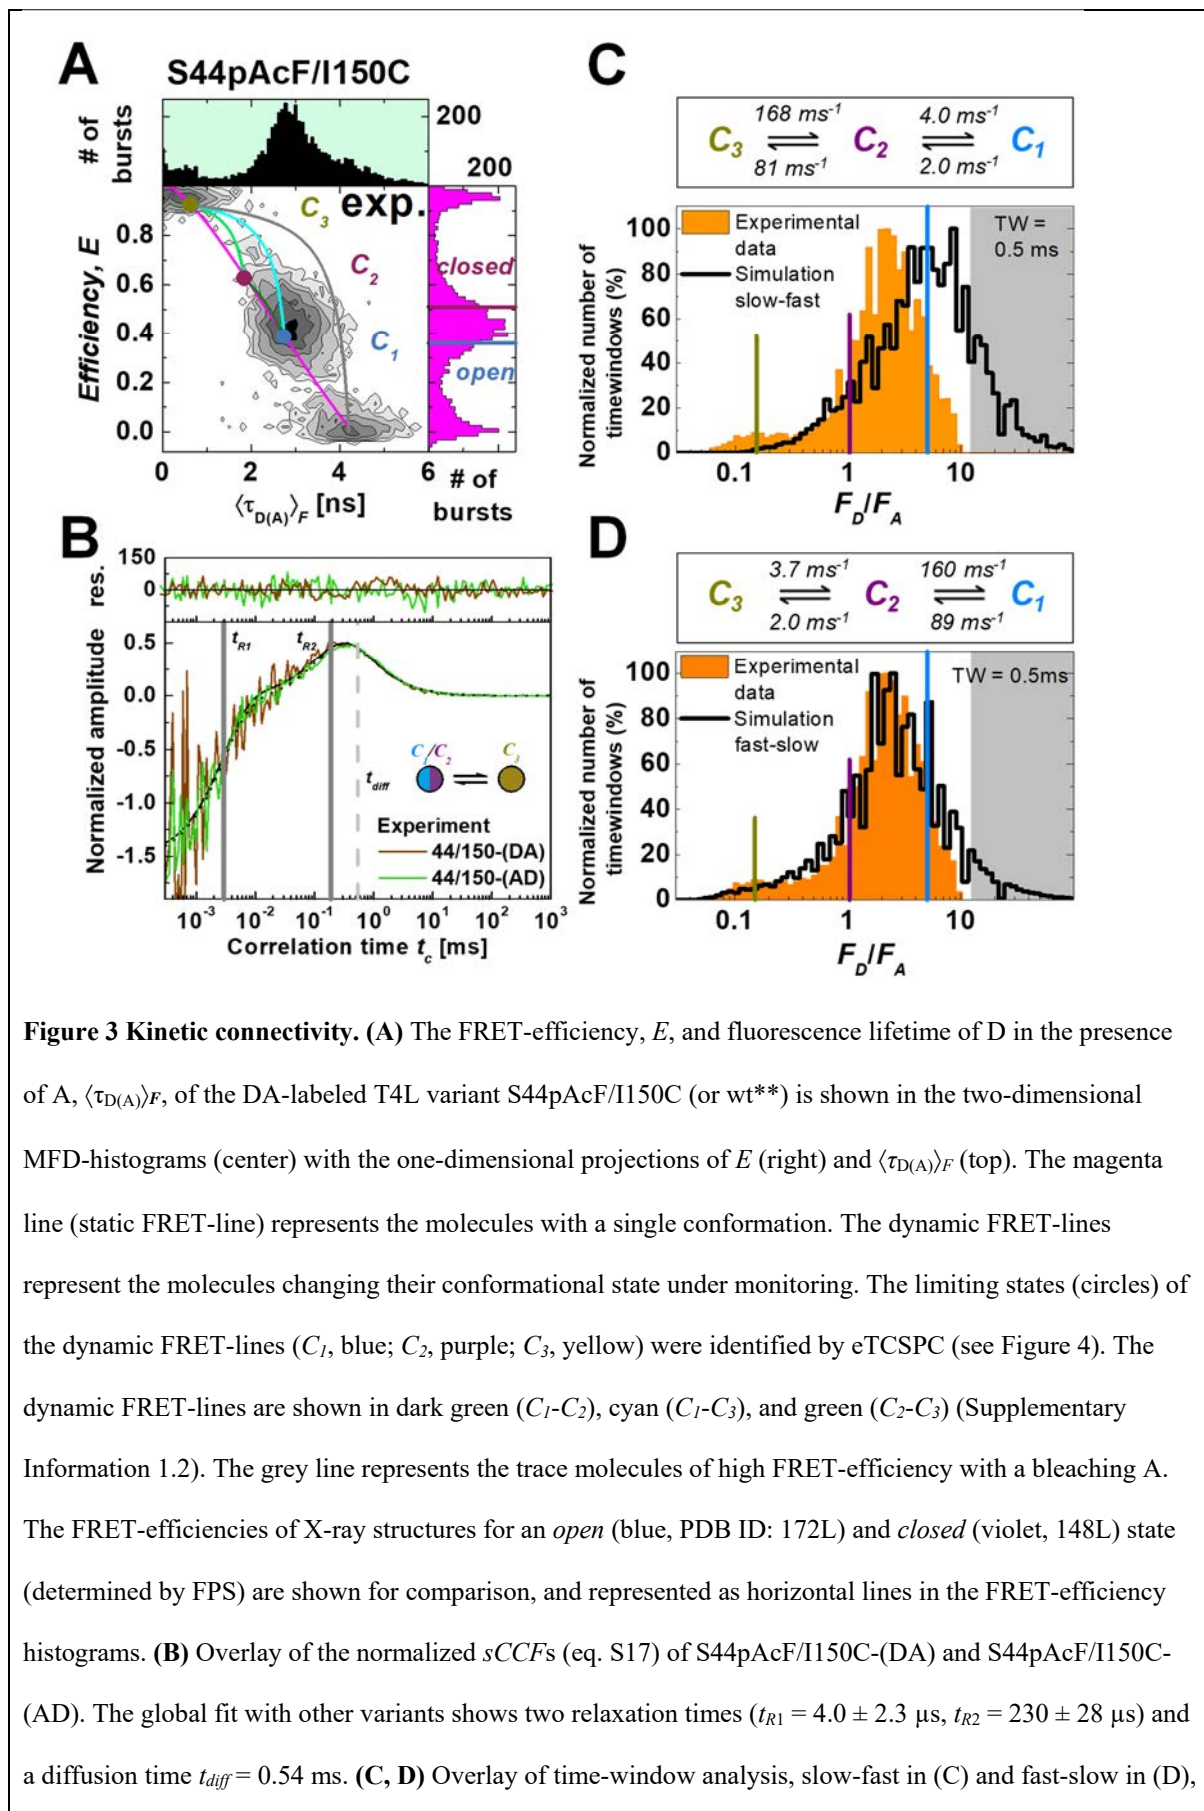 A
S44pAcF/I150C
# of
bursts
200
200
exp.
C3
C2
C1
closed
open
Efficiency, E
0.8
0.6
0.4
0.2
0.0
0 2 4 6
⟨τD(A)⟩F [ns]
# of
bursts
B
150
0
res.
tR1
tR2
0.5
0.0
-0.5
-1.0
-1.5
Normalized amplitude
C1/C2
C3
tdiff
Experiment
44/150-(DA)
44/150-(AD)
10-3 10-2 10-1 100 101 102 103
Correlation time tc [ms]
C
168 ms-1 4.0 ms-1
C3 ⇌ C2 ⇌ C1
81 ms-1 2.0 ms-1
Experimental
data
Simulation
slow-fast
TW =
0.5 ms
Normalized number of
timewindows (%)
100
80
60
40
20
0
0.1 1 10
FD/FA
D
3.7 ms-1 160 ms-1
C3 ⇌ C2 ⇌ C1
2.0 ms-1 89 ms-1
Experimental
data
Simulation
fast-slow
TW = 0.5ms
Normalized number of
timewindows (%)
100
80
60
40
20
0
0.1 1 10
FD/FA
Figure 3 Kinetic connectivity. (A) The FRET-efficiency, E, and fluorescence lifetime of D in the presence
of A, ⟨τD(A)⟩F, of the DA-labeled T4L variant S44pAcF/I150C (or wt**) is shown in the two-dimensional
MFD-histograms (center) with the one-dimensional projections of E (right) and ⟨τD(A)⟩F (top). The magenta
line (static FRET-line) represents the molecules with a single conformation. The dynamic FRET-lines
represent the molecules changing their conformational state under monitoring. The limiting states (circles) of
the dynamic FRET-lines (C1, blue; C2, purple; C3, yellow) were identified by eTCSPC (see Figure 4). The
dynamic FRET-lines are shown in dark green (C1-C2), cyan (C1-C3), and green (C2-C3) (Supplementary
Information 1.2). The grey line represents the trace molecules of high FRET-efficiency with a bleaching A.
The FRET-efficiencies of X-ray structures for an open (blue, PDB ID: 172L) and closed (violet, 148L) state
(determined by FPS) are shown for comparison, and represented as horizontal lines in the FRET-efficiency
histograms. (B) Overlay of the normalized sCCFs (eq. S17) of S44pAcF/I150C-(DA) and S44pAcF/I150C-
(AD). The global fit with other variants shows two relaxation times (tR1 = 4.0 ± 2.3 µs, tR2 = 230 ± 28 µs) and
a diffusion time tdiff = 0.54 ms. (C, D) Overlay of time-window analysis, slow-fast in (C) and fast-slow in (D),